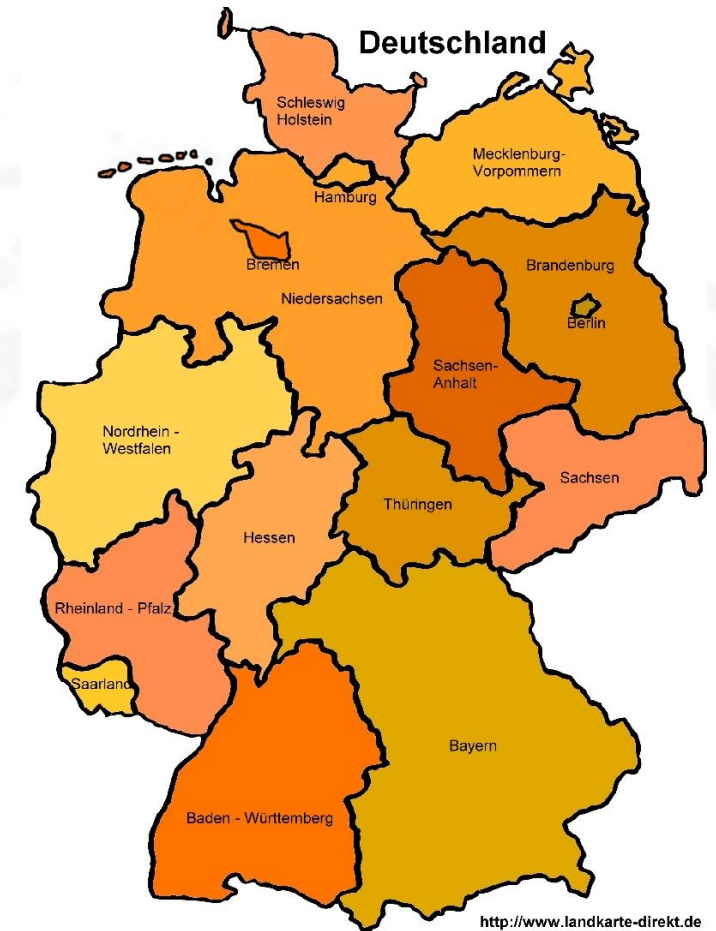 Deutschland
Schleswig
Holstein
Mecklenburg-
Vorpommern
Hamburg
Bremen
Niedersachsen
Brandenburg
Berlin
Sachsen-
Anhalt
Nordrhein -
Westfalen
Sachsen
Thüringen
Hessen
Rheinland - Pfalz
Saarland
Bayern
Baden - Württemberg
http://www.landkarte-direkt.de